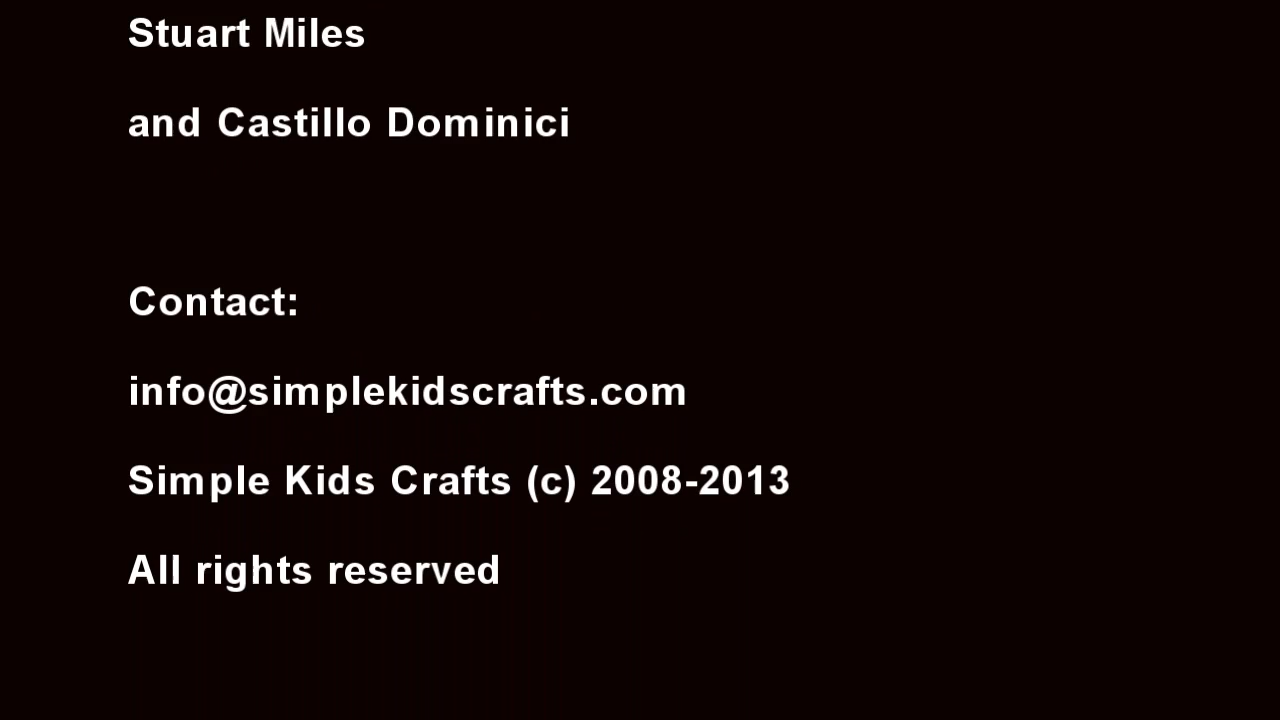 Stuart Miles
and Castillo Dominici
Contact:
info@simplekidscrafts.com
Simple Kids Crafts (c) 2008-2013
All rights reserved